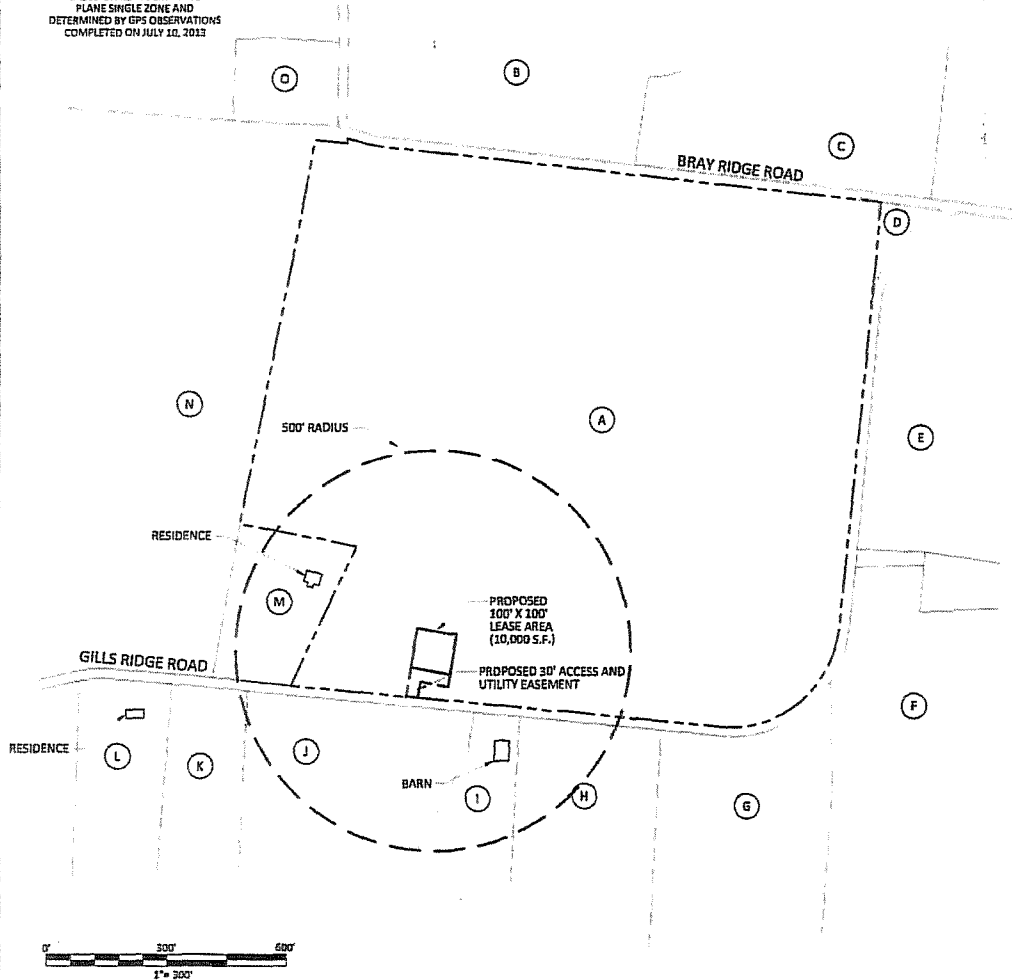 PLANE SINGLE ZONE AND
DETERMINED BY GPS OBSERVATIONS
COMPLETED ON JULY 10, 2013
O
B
C
BRAY RIDGE ROAD
D
N
A
500' RADIUS
E
RESIDENCE
M
PROPOSED
100' X 100'
LEASE AREA
(10,000 S.F.)
GILLS RIDGE ROAD
PROPOSED 30' ACCESS AND
UTILITY EASEMENT
F
RESIDENCE
L
K
J
BARN
I
H
G
0' 300' 600'
1"= 300'